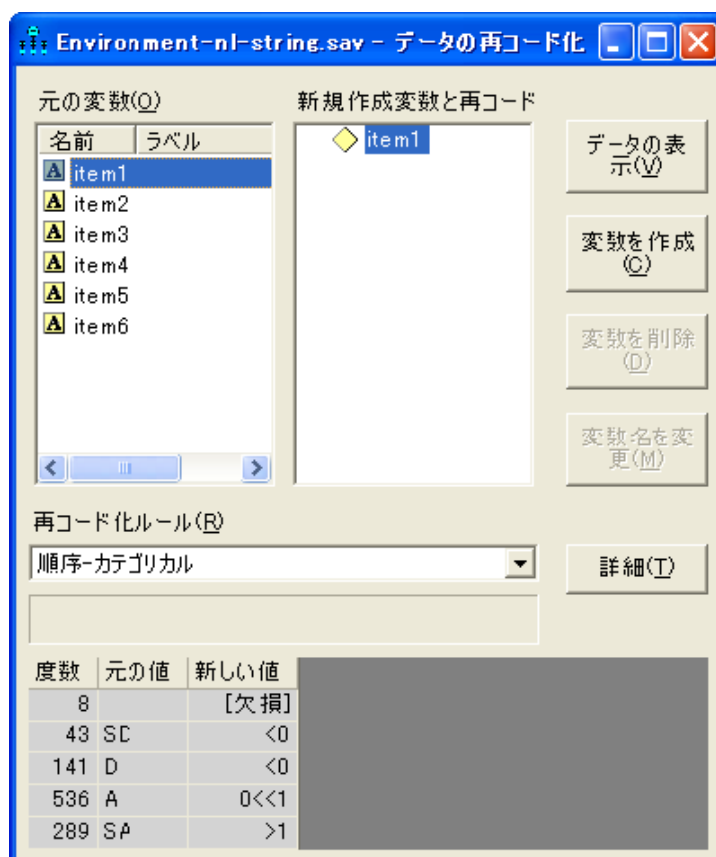 Environment-nl-string.sav - データの再コード化
元の変数(O)
新規作成変数と再コード
名前 ラベル
item1
item2
item3
item4
item5
item6
item1
データの表示(V)
変数を作成(C)
変数を削除(D)
変数名を変更(M)
再コード化ルール(R)
順序-カテゴリカル
詳細(T)
度数 元の値 新しい値
8 [欠損]
43 SD <0
141 D <0
536 A 0<<1
289 SA >1